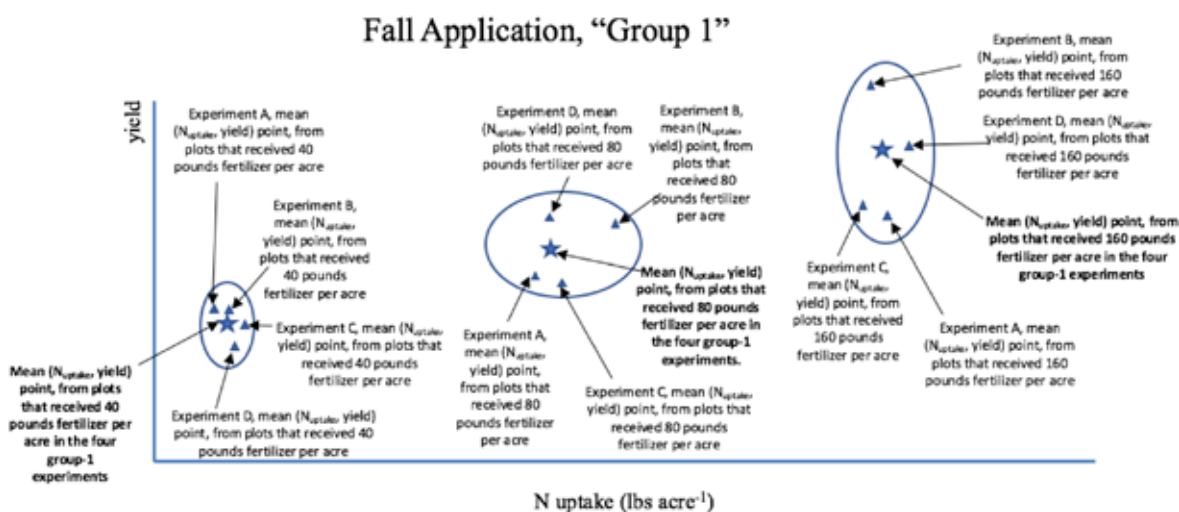 Fall Application, “Group 1”
yield
Experiment A, mean
(Nuptake, yield) point, from
plots that received 40
pounds fertilizer per
acre
Experiment B,
mean (Nuptake,
yield) point, from
plots that received
40 pounds
fertilizer per acre
Experiment C, mean (Nuptake,
yield) point, from plots that
received 40 pounds
fertilizer per acre
Experiment D, mean (Nuptake, yield)
point, from plots that received 40
pounds fertilizer per acre
Mean (Nuptake, yield)
point, from plots
that received 40
pounds fertilizer per
acre in the four
group-1
experiments
Experiment D, mean
(Nuptake, yield) point, from
plots that received 80
pounds fertilizer per acre
Experiment B,
mean (Nuptake,
yield) point, from
plots that
received 80
pounds fertilizer
per acre
Mean (Nuptake, yield)
point, from plots that
received 80 pounds
fertilizer per acre in
the four group-1
experiments.
Experiment A,
mean (Nuptake,
yield) point, from
plots that
received 80
pounds fertilizer
per acre
Experiment C, mean (Nuptake,
yield) point, from plots that
received 80 pounds
fertilizer per acre
Experiment B, mean
(Nuptake, yield) point, from
plots that received 160
pounds fertilizer per
acre
Experiment D, mean (Nuptake,
yield) point, from plots that
received 160 pounds
fertilizer per acre
Mean (Nuptake, yield) point, from
plots that received 160 pounds
fertilizer per acre in the four
group-1 experiments
Experiment C,
mean (Nuptake,
yield) point, from
plots that received
160 pounds
fertilizer per acre
Experiment A, mean
(Nuptake, yield) point, from
plots that received 160
pounds fertilizer per acre
N uptake (lbs acre⁻¹)